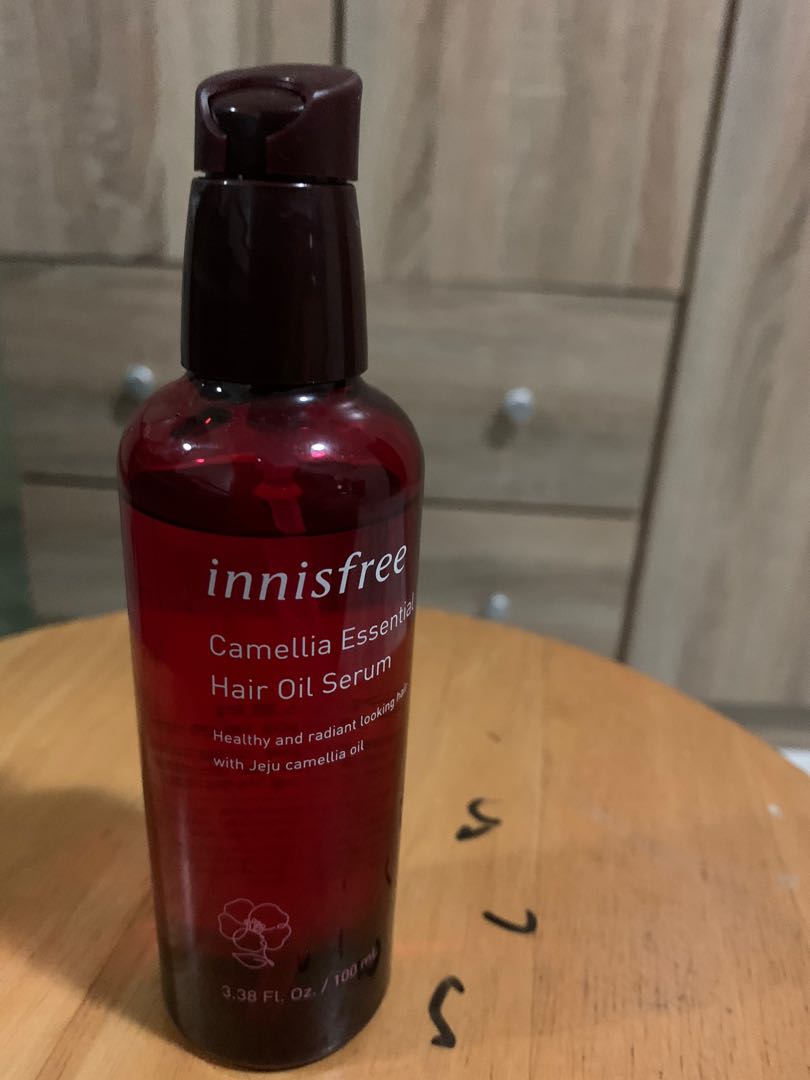 innisfree
Camellia Essential
Hair Oil Serum
Healthy and radiant looking hair
with Jeju camellia oil
3.38 Fl. Oz. / 100 mL